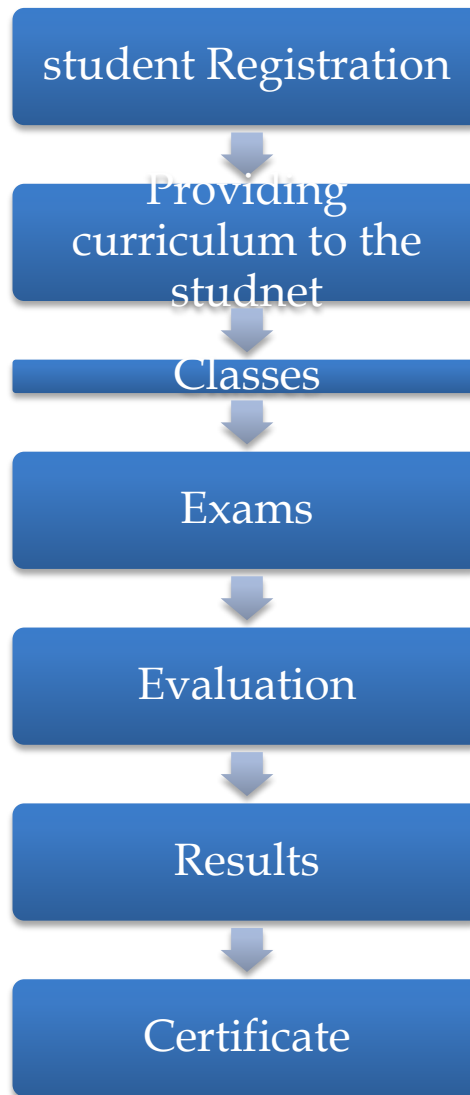 student Registration
Providing
curriculum to the
studnet
Classes
Exams
Evaluation
Results
Certificate